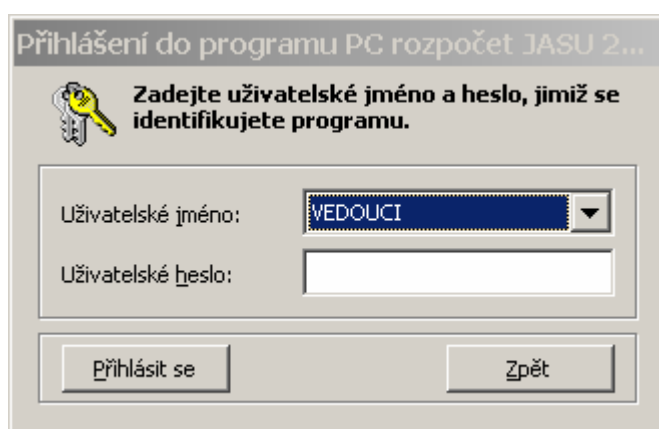 Přihlášení do programu PC rozpočet JASU 2...
Zadejte uživatelské jméno a heslo, jimiž se
identifikujete programu.
Uživatelské jméno: VEDOUCI
Uživatelské heslo:
Přihlásit se Zpět